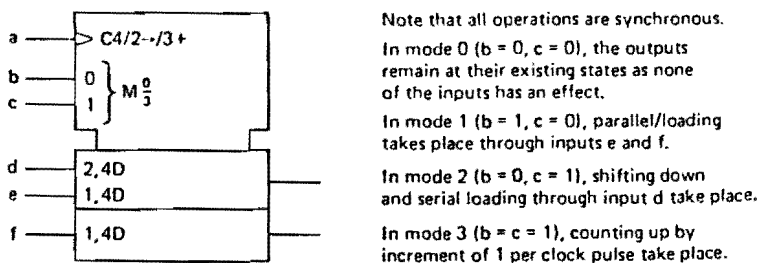 a
C4/2→/3+
b
0
c
1
M 0/3
d
2,4D
e
1,4D
f
1,4D
Note that all operations are synchronous.
In mode 0 (b = 0, c = 0), the outputs
remain at their existing states as none
of the inputs has an effect.
In mode 1 (b = 1, c = 0), parallel/loading
takes place through inputs e and f.
In mode 2 (b = 0, c = 1), shifting down
and serial loading through input d take place.
In mode 3 (b = c = 1), counting up by
increment of 1 per clock pulse take place.